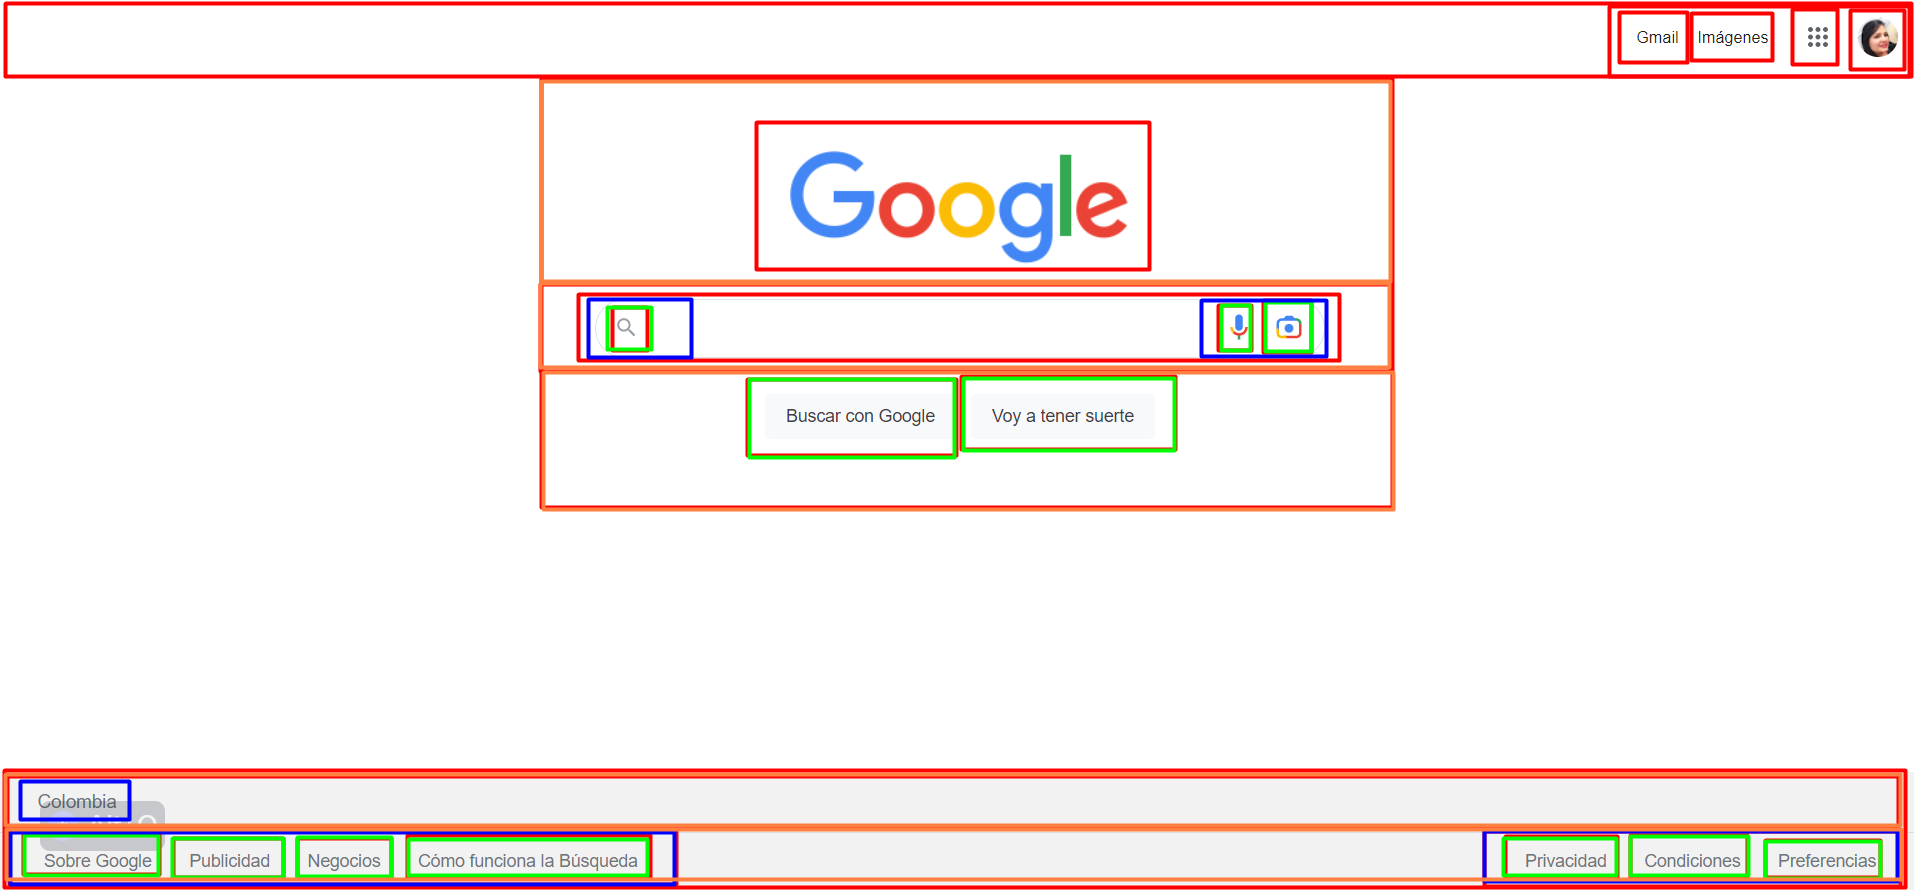 Gmail Imágenes
Google
Buscar con Google Voy a tener suerte
Colombia
Sobre Google Publicidad Negocios Cómo funciona la Búsqueda Privacidad Condiciones Preferencias